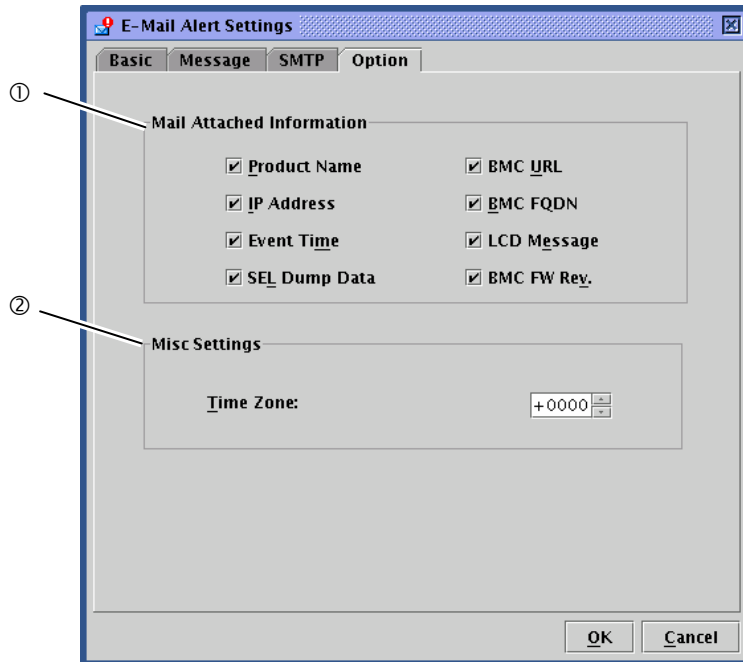 E-Mail Alert Settings
Basic Message SMTP Option
①
Mail Attached Information
Product Name BMC URL
IP Address BMC FQDN
Event Time LCD Message
SEL Dump Data BMC FW Rev.
②
Misc Settings
Time Zone: +0000
OK Cancel